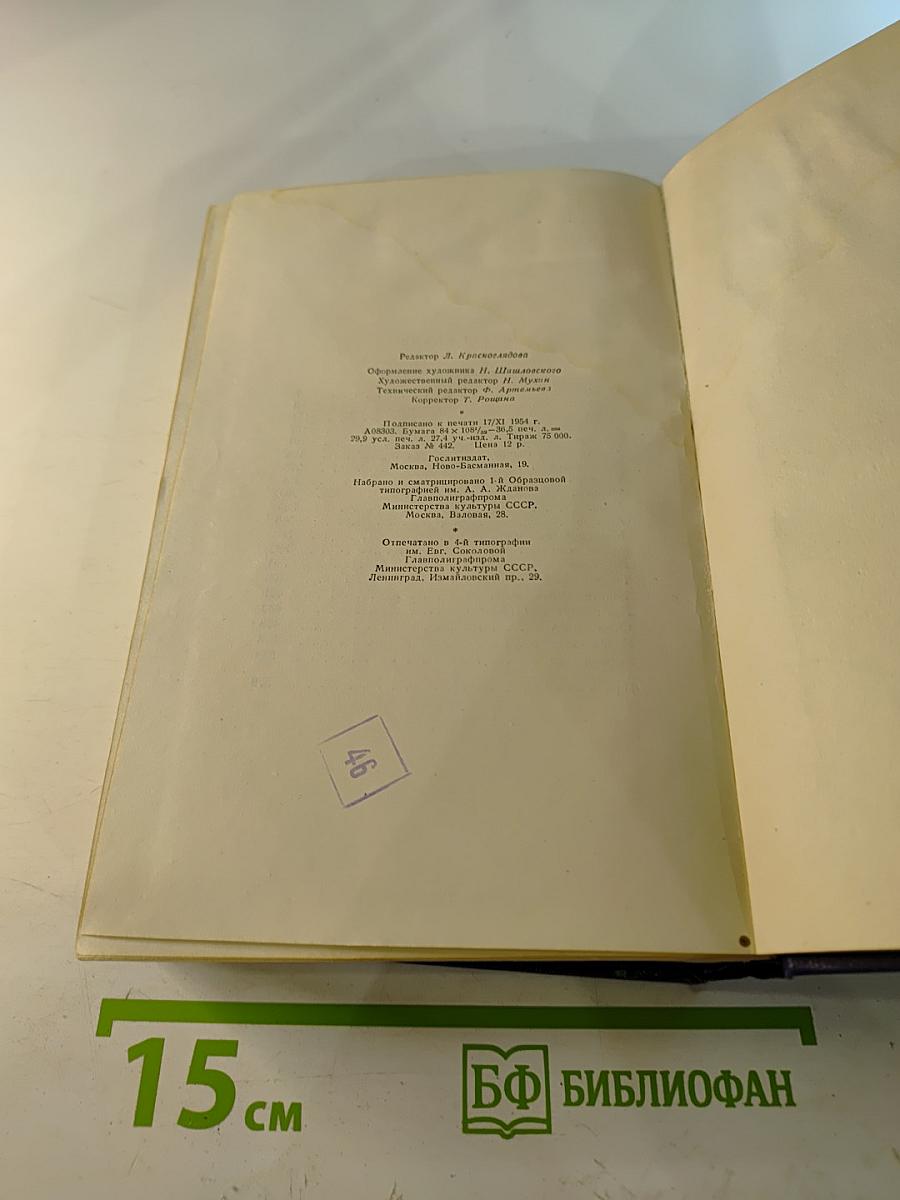 Редактор Л. Красноглядова
Оформление художника Н. Шишловского
Художественный редактор Н. Мухин
Технический редактор Ф. Артемьева
Корректор Т. Рощина
*
Подписано к печати 17/XI 1954 г.
А08303. Бумага 84 × 108¹/₃₂—36,5 печ. л.=
29,9 усл. печ. л. 27,4 уч.-изд. л. Тираж 75 000.
Заказ № 442. Цена 12 р.
Гослитиздат,
Москва, Ново-Басманная, 19.
Набрано и сматрицировано 1-й Образцовой
типографией им. А. А. Жданова
Главполиграфпрома
Министерства культуры СССР,
Москва, Валовая, 28.
*
Отпечатано в 4-й типографии
им. Евг. Соколовой
Главполиграфпрома
Министерства культуры СССР,
Ленинград, Измайловский пр., 29.
46
15 см
БФ БИБЛИОФАН